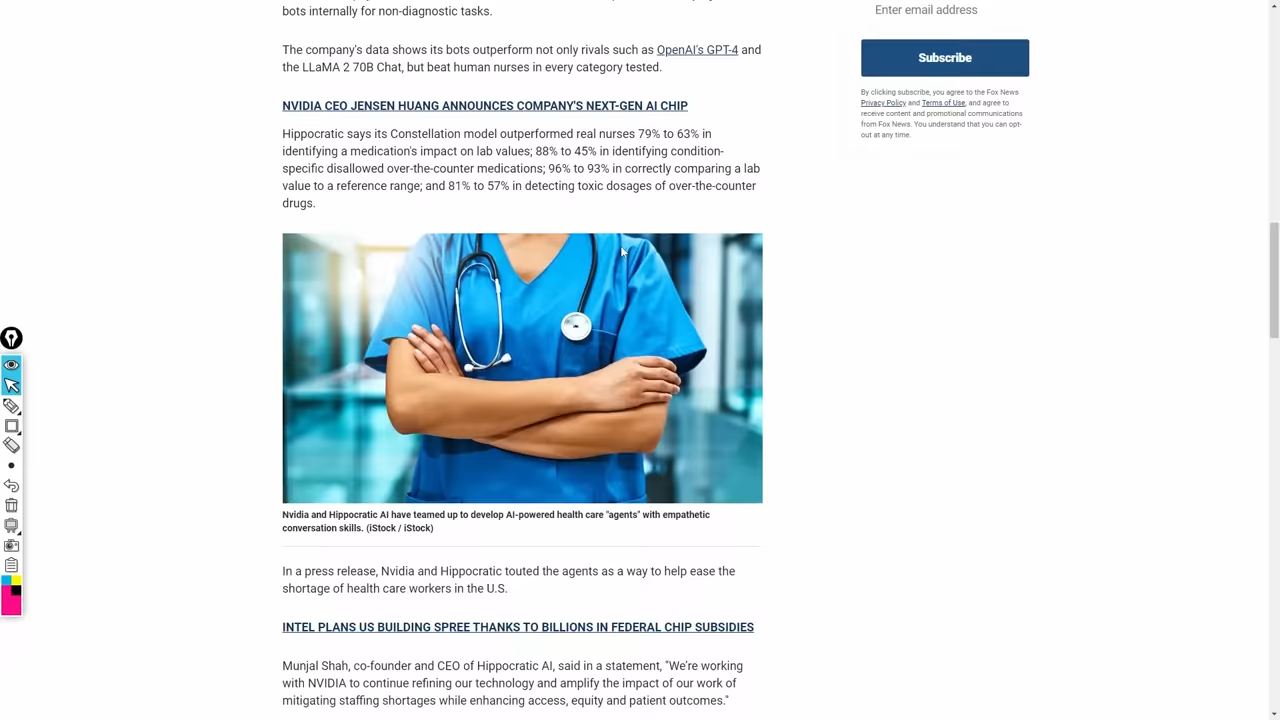 bots internally for non-diagnostic tasks.
The company's data shows its bots outperform not only rivals such as OpenAI's GPT-4 and
the LLaMA 2 70B Chat, but beat human nurses in every category tested.
NVIDIA CEO JENSEN HUANG ANNOUNCES COMPANY'S NEXT-GEN AI CHIP
Hippocratic says its Constellation model outperformed real nurses 79% to 63% in
identifying a medication's impact on lab values; 88% to 45% in identifying condition-
specific disallowed over-the-counter medications; 96% to 93% in correctly comparing a lab
value to a reference range; and 81% to 57% in detecting toxic dosages of over-the-counter
drugs.
Nvidia and Hippocratic AI have teamed up to develop AI-powered health care "agents" with empathetic
conversation skills. (iStock / iStock)
In a press release, Nvidia and Hippocratic touted the agents as a way to help ease the
shortage of health care workers in the U.S.
INTEL PLANS US BUILDING SPREE THANKS TO BILLIONS IN FEDERAL CHIP SUBSIDIES
Munjal Shah, co-founder and CEO of Hippocratic AI, said in a statement, "We're working
with NVIDIA to continue refining our technology and amplify the impact of our work of
mitigating staffing shortages while enhancing access, equity and patient outcomes."
Enter email address
Subscribe
By clicking subscribe, you agree to the Fox News
Privacy Policy and Terms of Use, and agree to
receive content and promotional communications
from Fox News. You understand that you can opt-
out at any time.